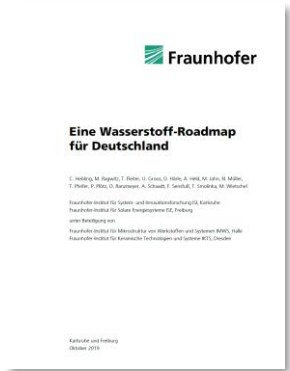 Fraunhofer
Eine Wasserstoff-Roadmap
für Deutschland
C. Hebling, M. Ragwitz, T. Fleiter, U. Groos, D. Härle, A. Held, M. Jahn, N. Müller,
T. Pfeifer, P. Plötz, O. Ranzmeyer, A. Schaadt, F. Sensfuß, T. Smolinka, M. Wietschel
Fraunhofer-Institut für System- und Innovationsforschung ISI, Karlsruhe
Fraunhofer-Institut für Solare Energiesysteme ISE, Freiburg
unter Beteiligung von
Fraunhofer-Institut für Mikrostruktur von Werkstoffen und Systemen IMWS, Halle
Fraunhofer-Institut für Keramische Technologien und Systeme IKTS, Dresden
Karlsruhe und Freiburg
Oktober 2019